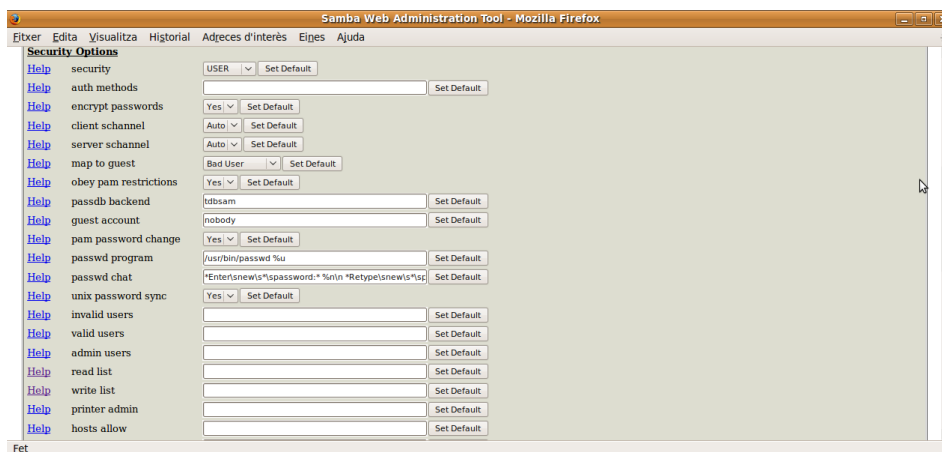 Samba Web Administration Tool - Mozilla Firefox
Fitxer Edita Visualitza Historial Adreces d'interès Eines Ajuda
Security Options
Help security USER Set Default
Help auth methods Set Default
Help encrypt passwords Yes Set Default
Help client schannel Auto Set Default
Help server schannel Auto Set Default
Help map to guest Bad User Set Default
Help obey pam restrictions Yes Set Default
Help passdb backend tdbsam Set Default
Help guest account nobody Set Default
Help pam password change Yes Set Default
Help passwd program /usr/bin/passwd %u Set Default
Help passwd chat *Enter\snew\s*\spassword:* %n\n *Retype\snew\s*\sp Set Default
Help unix password sync Yes Set Default
Help invalid users Set Default
Help valid users Set Default
Help admin users Set Default
Help read list Set Default
Help write list Set Default
Help printer admin Set Default
Help hosts allow Set Default
Fet